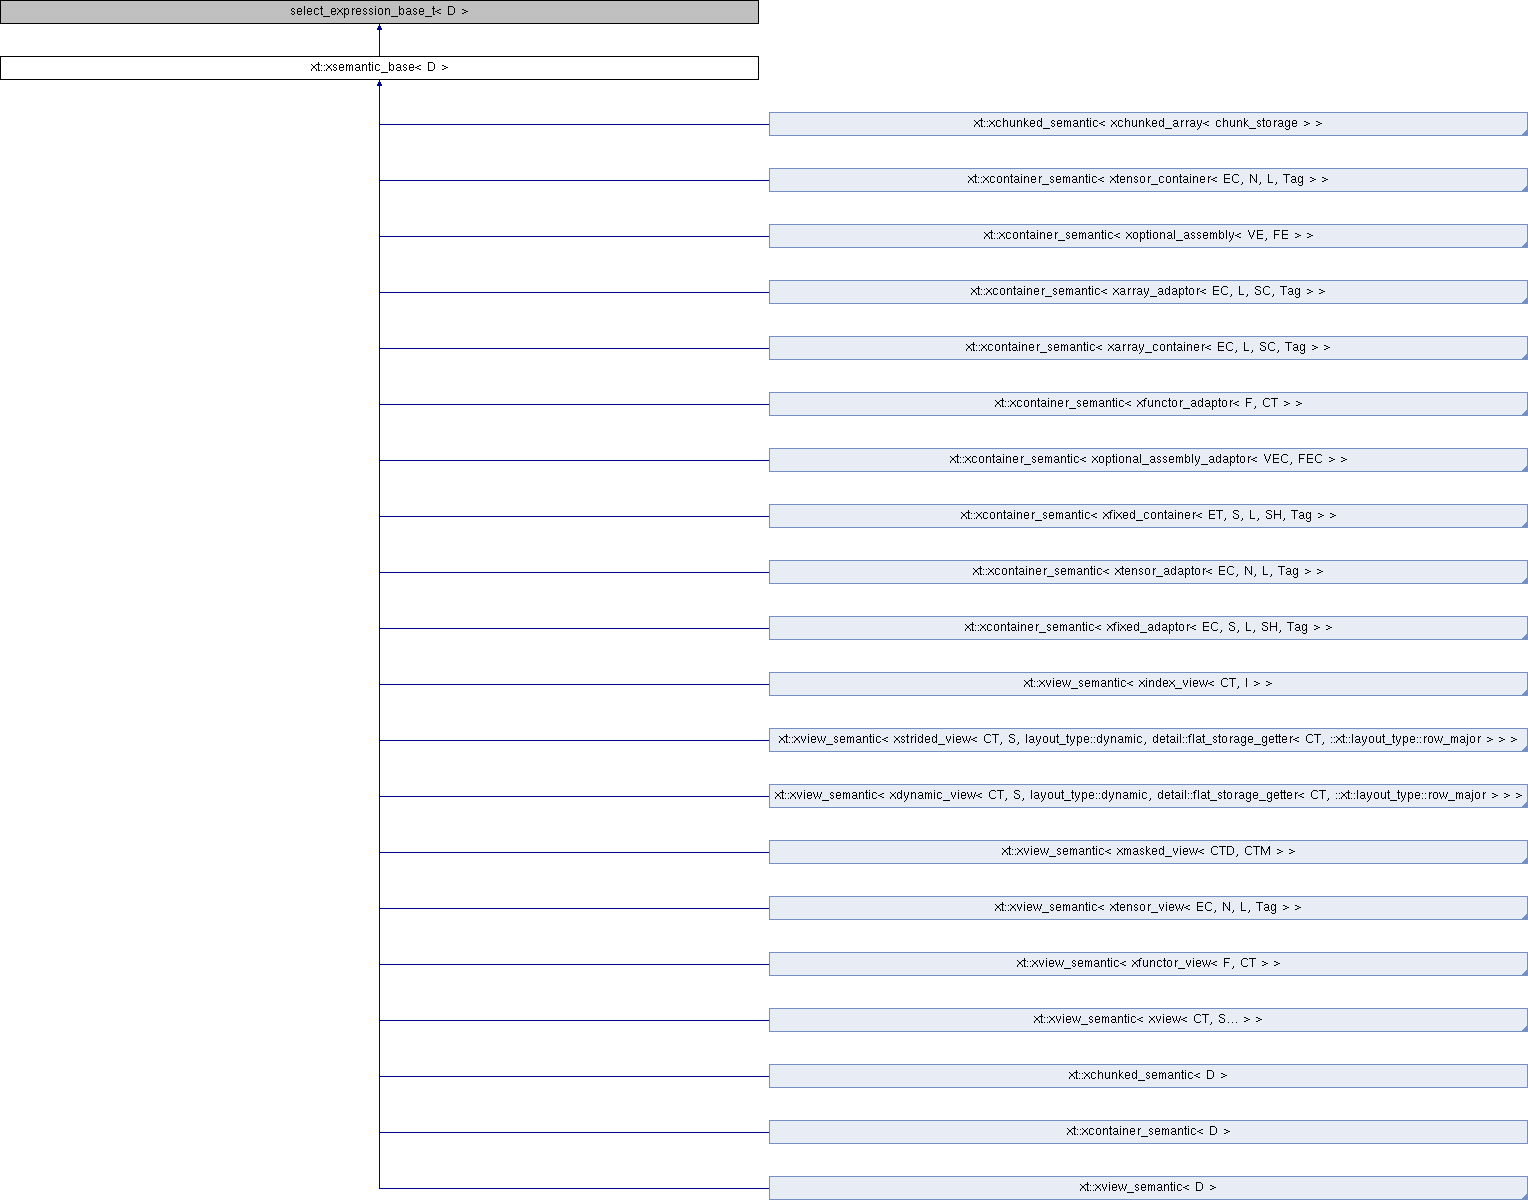 select_expression_base_t< D >
xt::xsemantic_base< D >
xt::xchunked_semantic< xchunked_array< chunk_storage > >
xt::xcontainer_semantic< xtensor_container< EC, N, L, Tag > >
xt::xcontainer_semantic< xoptional_assembly< VE, FE > >
xt::xcontainer_semantic< xarray_adaptor< EC, L, SC, Tag > >
xt::xcontainer_semantic< xarray_container< EC, L, SC, Tag > >
xt::xcontainer_semantic< xfunctor_adaptor< F, CT > >
xt::xcontainer_semantic< xoptional_assembly_adaptor< VEC, FEC > >
xt::xcontainer_semantic< xfixed_container< ET, S, L, SH, Tag > >
xt::xcontainer_semantic< xtensor_adaptor< EC, N, L, Tag > >
xt::xcontainer_semantic< xfixed_adaptor< EC, S, L, SH, Tag > >
xt::xview_semantic< xindex_view< CT, I > >
xt::xview_semantic< xstrided_view< CT, S, layout_type::dynamic, detail::flat_storage_getter< CT, ::xt::layout_type::row_major > > >
xt::xview_semantic< xdynamic_view< CT, S, layout_type::dynamic, detail::flat_storage_getter< CT, ::xt::layout_type::row_major > > >
xt::xview_semantic< xmasked_view< CTD, CTM > >
xt::xview_semantic< xtensor_view< EC, N, L, Tag > >
xt::xview_semantic< xfunctor_view< F, CT > >
xt::xview_semantic< xview< CT, S... > >
xt::xchunked_semantic< D >
xt::xcontainer_semantic< D >
xt::xview_semantic< D >